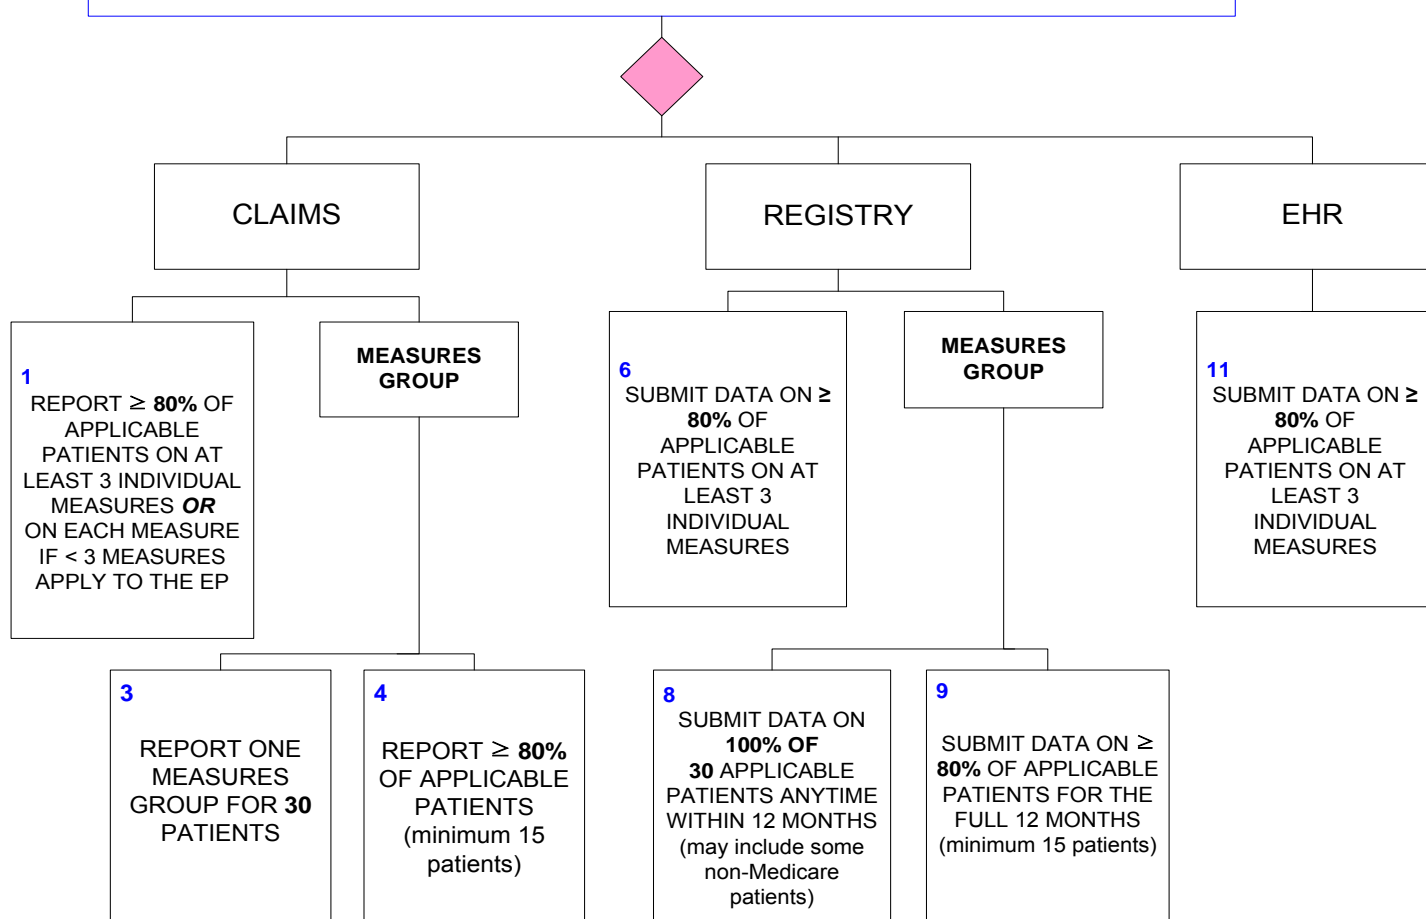 CLAIMS
REGISTRY
EHR
1
REPORT ≥ 80% OF
APPLICABLE
PATIENTS ON AT
LEAST 3 INDIVIDUAL
MEASURES OR
ON EACH MEASURE
IF < 3 MEASURES
APPLY TO THE EP
MEASURES
GROUP
6
SUBMIT DATA ON ≥
80% OF
APPLICABLE
PATIENTS ON AT
LEAST 3
INDIVIDUAL
MEASURES
MEASURES
GROUP
11
SUBMIT DATA ON ≥
80% OF
APPLICABLE
PATIENTS ON AT
LEAST 3
INDIVIDUAL
MEASURES
3
REPORT ONE
MEASURES
GROUP FOR 30
PATIENTS
4
REPORT ≥ 80%
OF APPLICABLE
PATIENTS
(minimum 15
patients)
8
SUBMIT DATA ON
100% OF
30 APPLICABLE
PATIENTS ANYTIME
WITHIN 12 MONTHS
(may include some
non-Medicare
patients)
9
SUBMIT DATA ON ≥
80% OF APPLICABLE
PATIENTS FOR THE
FULL 12 MONTHS
(minimum 15 patients)